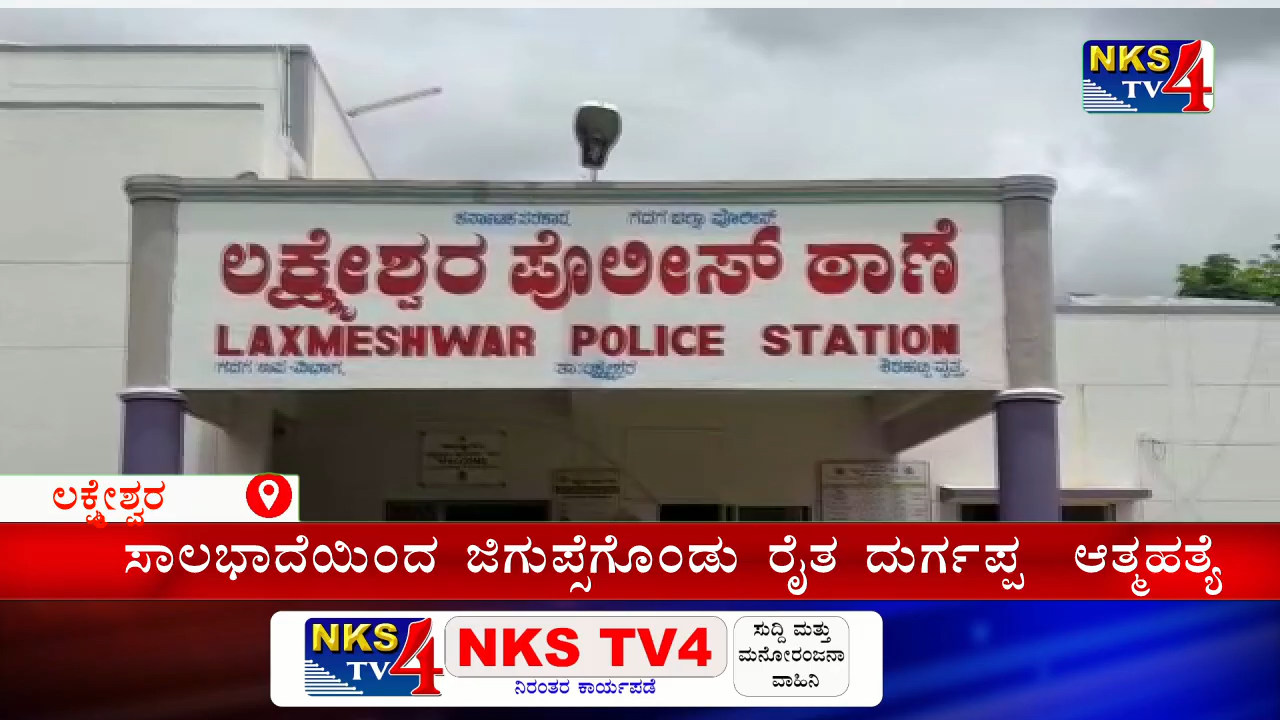 NKS
TV4
ಕರ್ನಾಟಕ ಸರಕಾರ, ಗದಗ ಜಿಲ್ಲಾ ಪೊಲೀಸ್
ಲಕ್ಷ್ಮೇಶ್ವರ ಪೊಲೀಸ್ ಠಾಣೆ
LAXMESHWAR POLICE STATION
ಗದಗ ಉಪ-ವಿಭಾಗ, ತಾ:ಲಕ್ಷ್ಮೇಶ್ವರ ಶಿರಹಟ್ಟಿ ವೃತ್ತ,
WELCOME
ಲಕ್ಷ್ಮೇಶ್ವರ
ಸಾಲಭಾದೆಯಿಂದ ಜಿಗುಪ್ಸೆಗೊಂಡು ರೈತ ದುರ್ಗಪ್ಪ ಆತ್ಮಹತ್ಯೆ
NKS
TV4
NKS TV4
ನಿರಂತರ ಕಾರ್ಯಪಡೆ
ಸುದ್ದಿ ಮತ್ತು
ಮನೋರಂಜನಾ
ವಾಹಿನಿ